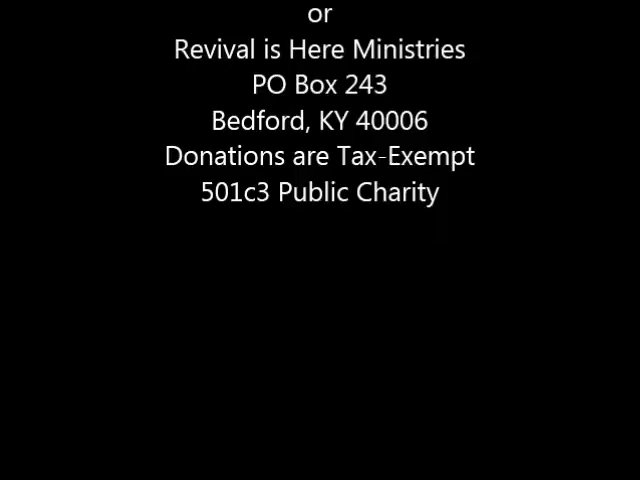 or
Revival is Here Ministries
PO Box 243
Bedford, KY 40006
Donations are Tax-Exempt
501c3 Public Charity